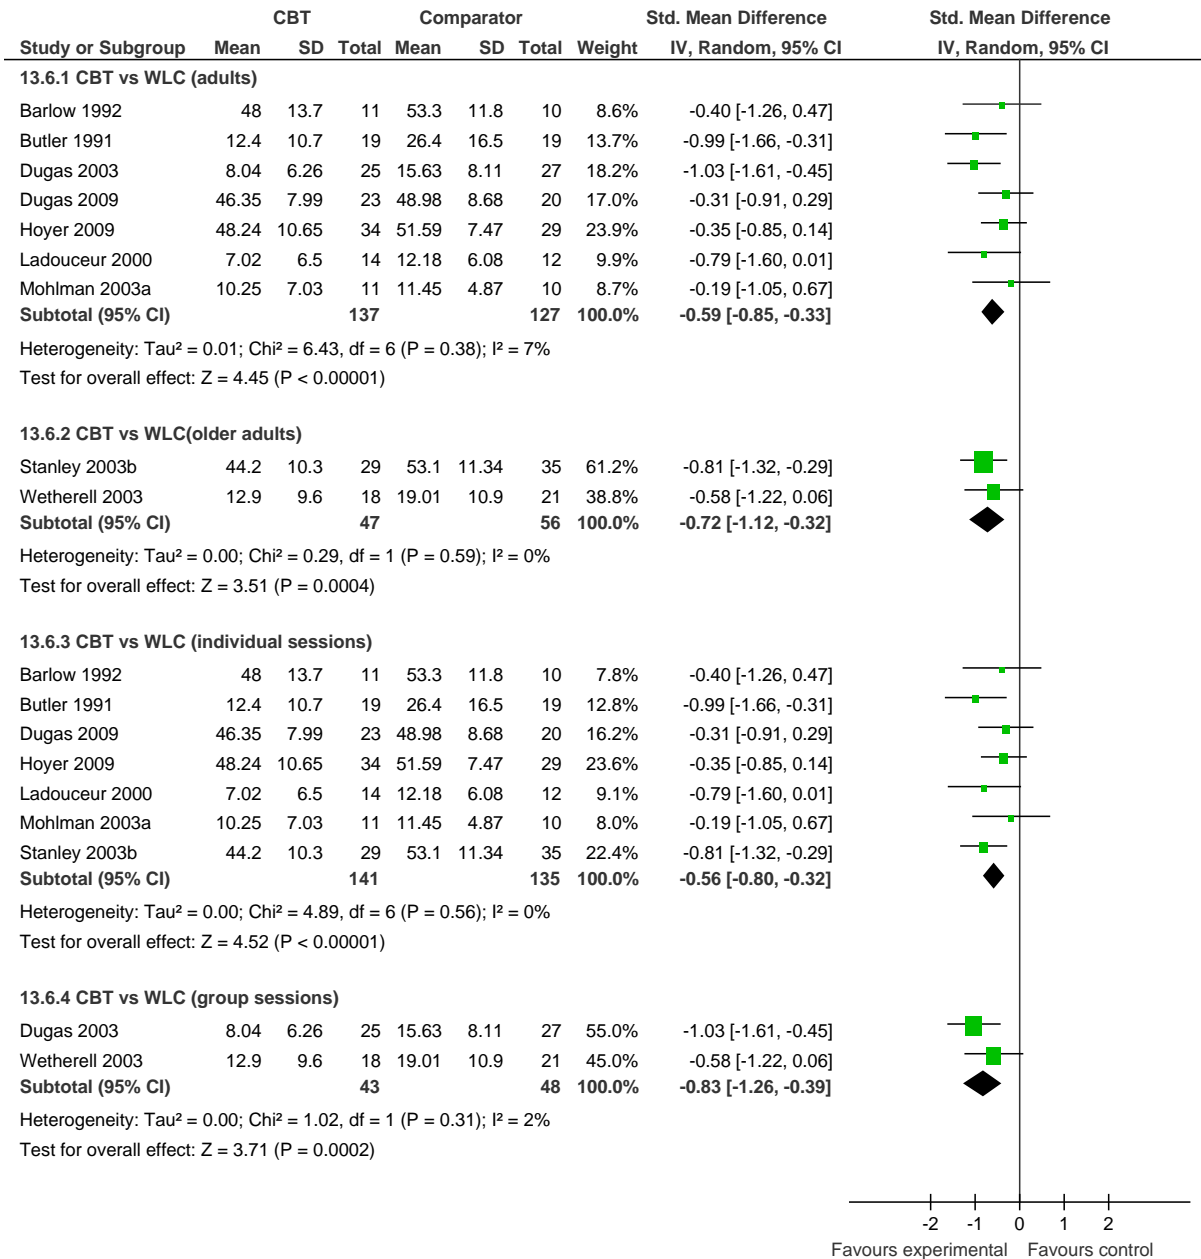 CBT Comparator Std. Mean Difference Std. Mean Difference
Study or Subgroup Mean SD Total Mean SD Total Weight IV, Random, 95% CI IV, Random, 95% CI
13.6.1 CBT vs WLC (adults)
Barlow 1992 48 13.7 11 53.3 11.8 10 8.6% -0.40 [-1.26, 0.47]
Butler 1991 12.4 10.7 19 26.4 16.5 19 13.7% -0.99 [-1.66, -0.31]
Dugas 2003 8.04 6.26 25 15.63 8.11 27 18.2% -1.03 [-1.61, -0.45]
Dugas 2009 46.35 7.99 23 48.98 8.68 20 17.0% -0.31 [-0.91, 0.29]
Hoyer 2009 48.24 10.65 34 51.59 7.47 29 23.9% -0.35 [-0.85, 0.14]
Ladouceur 2000 7.02 6.5 14 12.18 6.08 12 9.9% -0.79 [-1.60, 0.01]
Mohlman 2003a 10.25 7.03 11 11.45 4.87 10 8.7% -0.19 [-1.05, 0.67]
Subtotal (95% CI) 137 127 100.0% -0.59 [-0.85, -0.33]
Heterogeneity: Tau² = 0.01; Chi² = 6.43, df = 6 (P = 0.38); I² = 7%
Test for overall effect: Z = 4.45 (P < 0.00001)
13.6.2 CBT vs WLC(older adults)
Stanley 2003b 44.2 10.3 29 53.1 11.34 35 61.2% -0.81 [-1.32, -0.29]
Wetherell 2003 12.9 9.6 18 19.01 10.9 21 38.8% -0.58 [-1.22, 0.06]
Subtotal (95% CI) 47 56 100.0% -0.72 [-1.12, -0.32]
Heterogeneity: Tau² = 0.00; Chi² = 0.29, df = 1 (P = 0.59); I² = 0%
Test for overall effect: Z = 3.51 (P = 0.0004)
13.6.3 CBT vs WLC (individual sessions)
Barlow 1992 48 13.7 11 53.3 11.8 10 7.8% -0.40 [-1.26, 0.47]
Butler 1991 12.4 10.7 19 26.4 16.5 19 12.8% -0.99 [-1.66, -0.31]
Dugas 2009 46.35 7.99 23 48.98 8.68 20 16.2% -0.31 [-0.91, 0.29]
Hoyer 2009 48.24 10.65 34 51.59 7.47 29 23.6% -0.35 [-0.85, 0.14]
Ladouceur 2000 7.02 6.5 14 12.18 6.08 12 9.1% -0.79 [-1.60, 0.01]
Mohlman 2003a 10.25 7.03 11 11.45 4.87 10 8.0% -0.19 [-1.05, 0.67]
Stanley 2003b 44.2 10.3 29 53.1 11.34 35 22.4% -0.81 [-1.32, -0.29]
Subtotal (95% CI) 141 135 100.0% -0.56 [-0.80, -0.32]
Heterogeneity: Tau² = 0.00; Chi² = 4.89, df = 6 (P = 0.56); I² = 0%
Test for overall effect: Z = 4.52 (P < 0.00001)
13.6.4 CBT vs WLC (group sessions)
Dugas 2003 8.04 6.26 25 15.63 8.11 27 55.0% -1.03 [-1.61, -0.45]
Wetherell 2003 12.9 9.6 18 19.01 10.9 21 45.0% -0.58 [-1.22, 0.06]
Subtotal (95% CI) 43 48 100.0% -0.83 [-1.26, -0.39]
Heterogeneity: Tau² = 0.00; Chi² = 1.02, df = 1 (P = 0.31); I² = 2%
Test for overall effect: Z = 3.71 (P = 0.0002)
-2 -1 0 1 2
Favours experimental Favours control